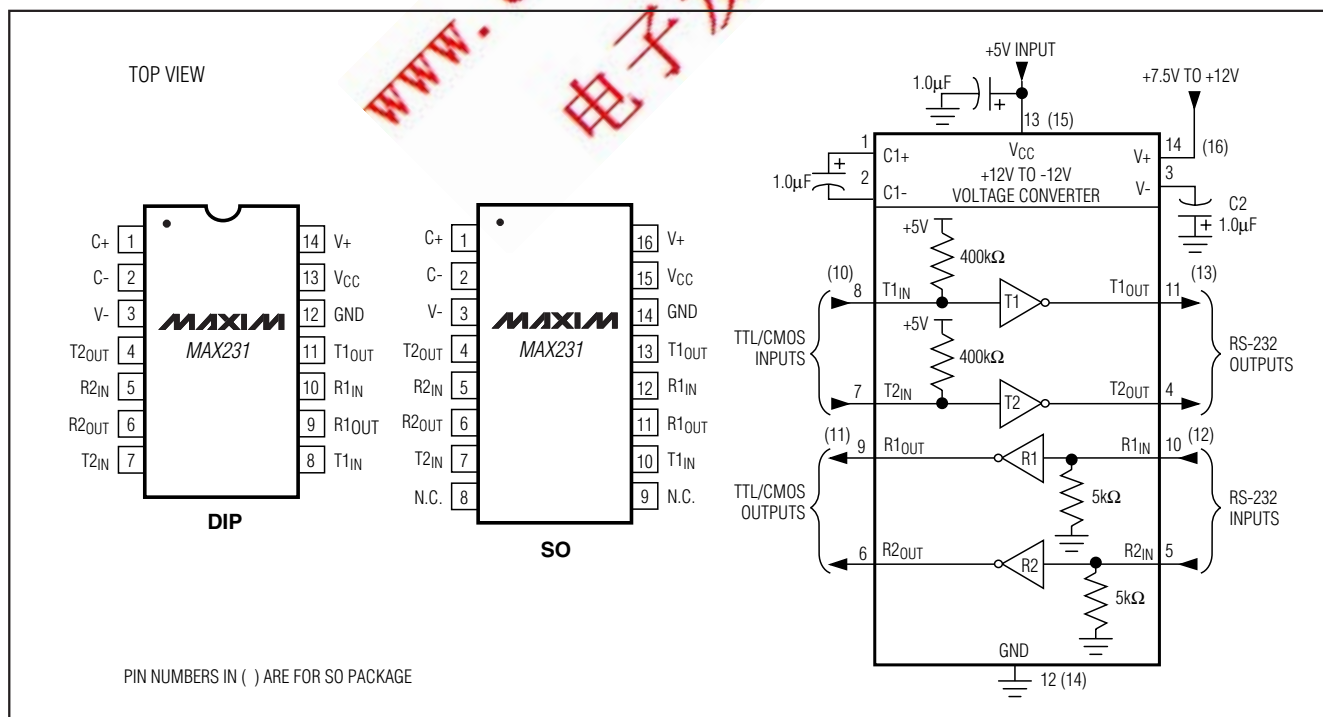 www.
电子
TOP VIEW
C+ 1
C- 2
V- 3
T2OUT 4
R2IN 5
R2OUT 6
T2IN 7
14 V+
13 VCC
12 GND
11 T1OUT
10 R1IN
9 R1OUT
8 T1IN
MAXIM
MAX231
DIP
C+ 1
C- 2
V- 3
T2OUT 4
R2IN 5
R2OUT 6
T2IN 7
N.C. 8
16 V+
15 VCC
14 GND
13 T1OUT
12 R1IN
11 R1OUT
10 T1IN
9 N.C.
MAXIM
MAX231
SO
PIN NUMBERS IN ( ) ARE FOR SO PACKAGE
+5V INPUT
+7.5V TO +12V
1.0µF
+
13 (15)
1 C1+
VCC
V+ 14 (16)
1.0µF
+
2 C1-
+12V TO -12V
VOLTAGE CONVERTER
V- 3
C2
+ 1.0µF
+5V
400kΩ
(10)
8 T1IN
T1
T1OUT 11
(13)
+5V
400kΩ
TTL/CMOS
INPUTS
RS-232
OUTPUTS
7 T2IN
T2
T2OUT 4
(11)
9 R1OUT
R1
R1IN 10
(12)
5kΩ
TTL/CMOS
OUTPUTS
RS-232
INPUTS
6 R2OUT
R2
R2IN 5
5kΩ
GND
12 (14)